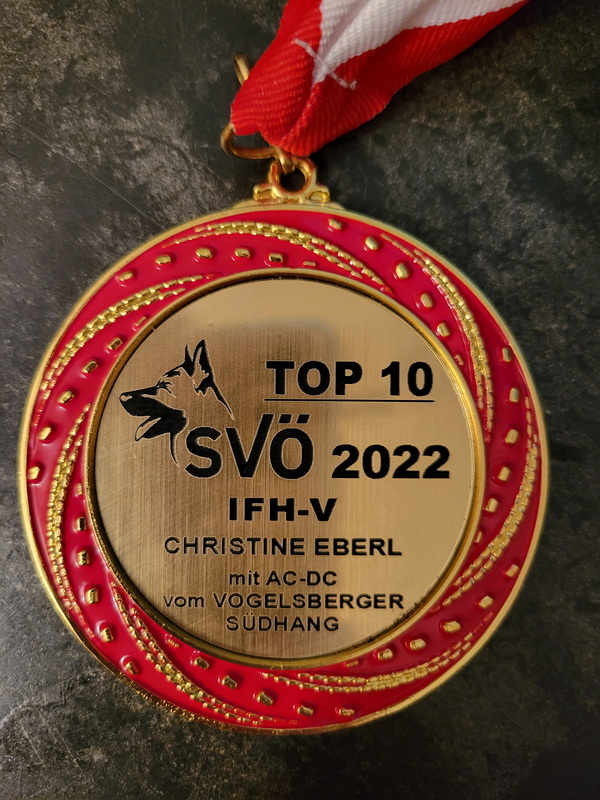 TOP 10
SVÖ 2022
IFH-V
CHRISTINE EBERL
mit AC-DC
vom VOGELSBERGER
SÜDHANG